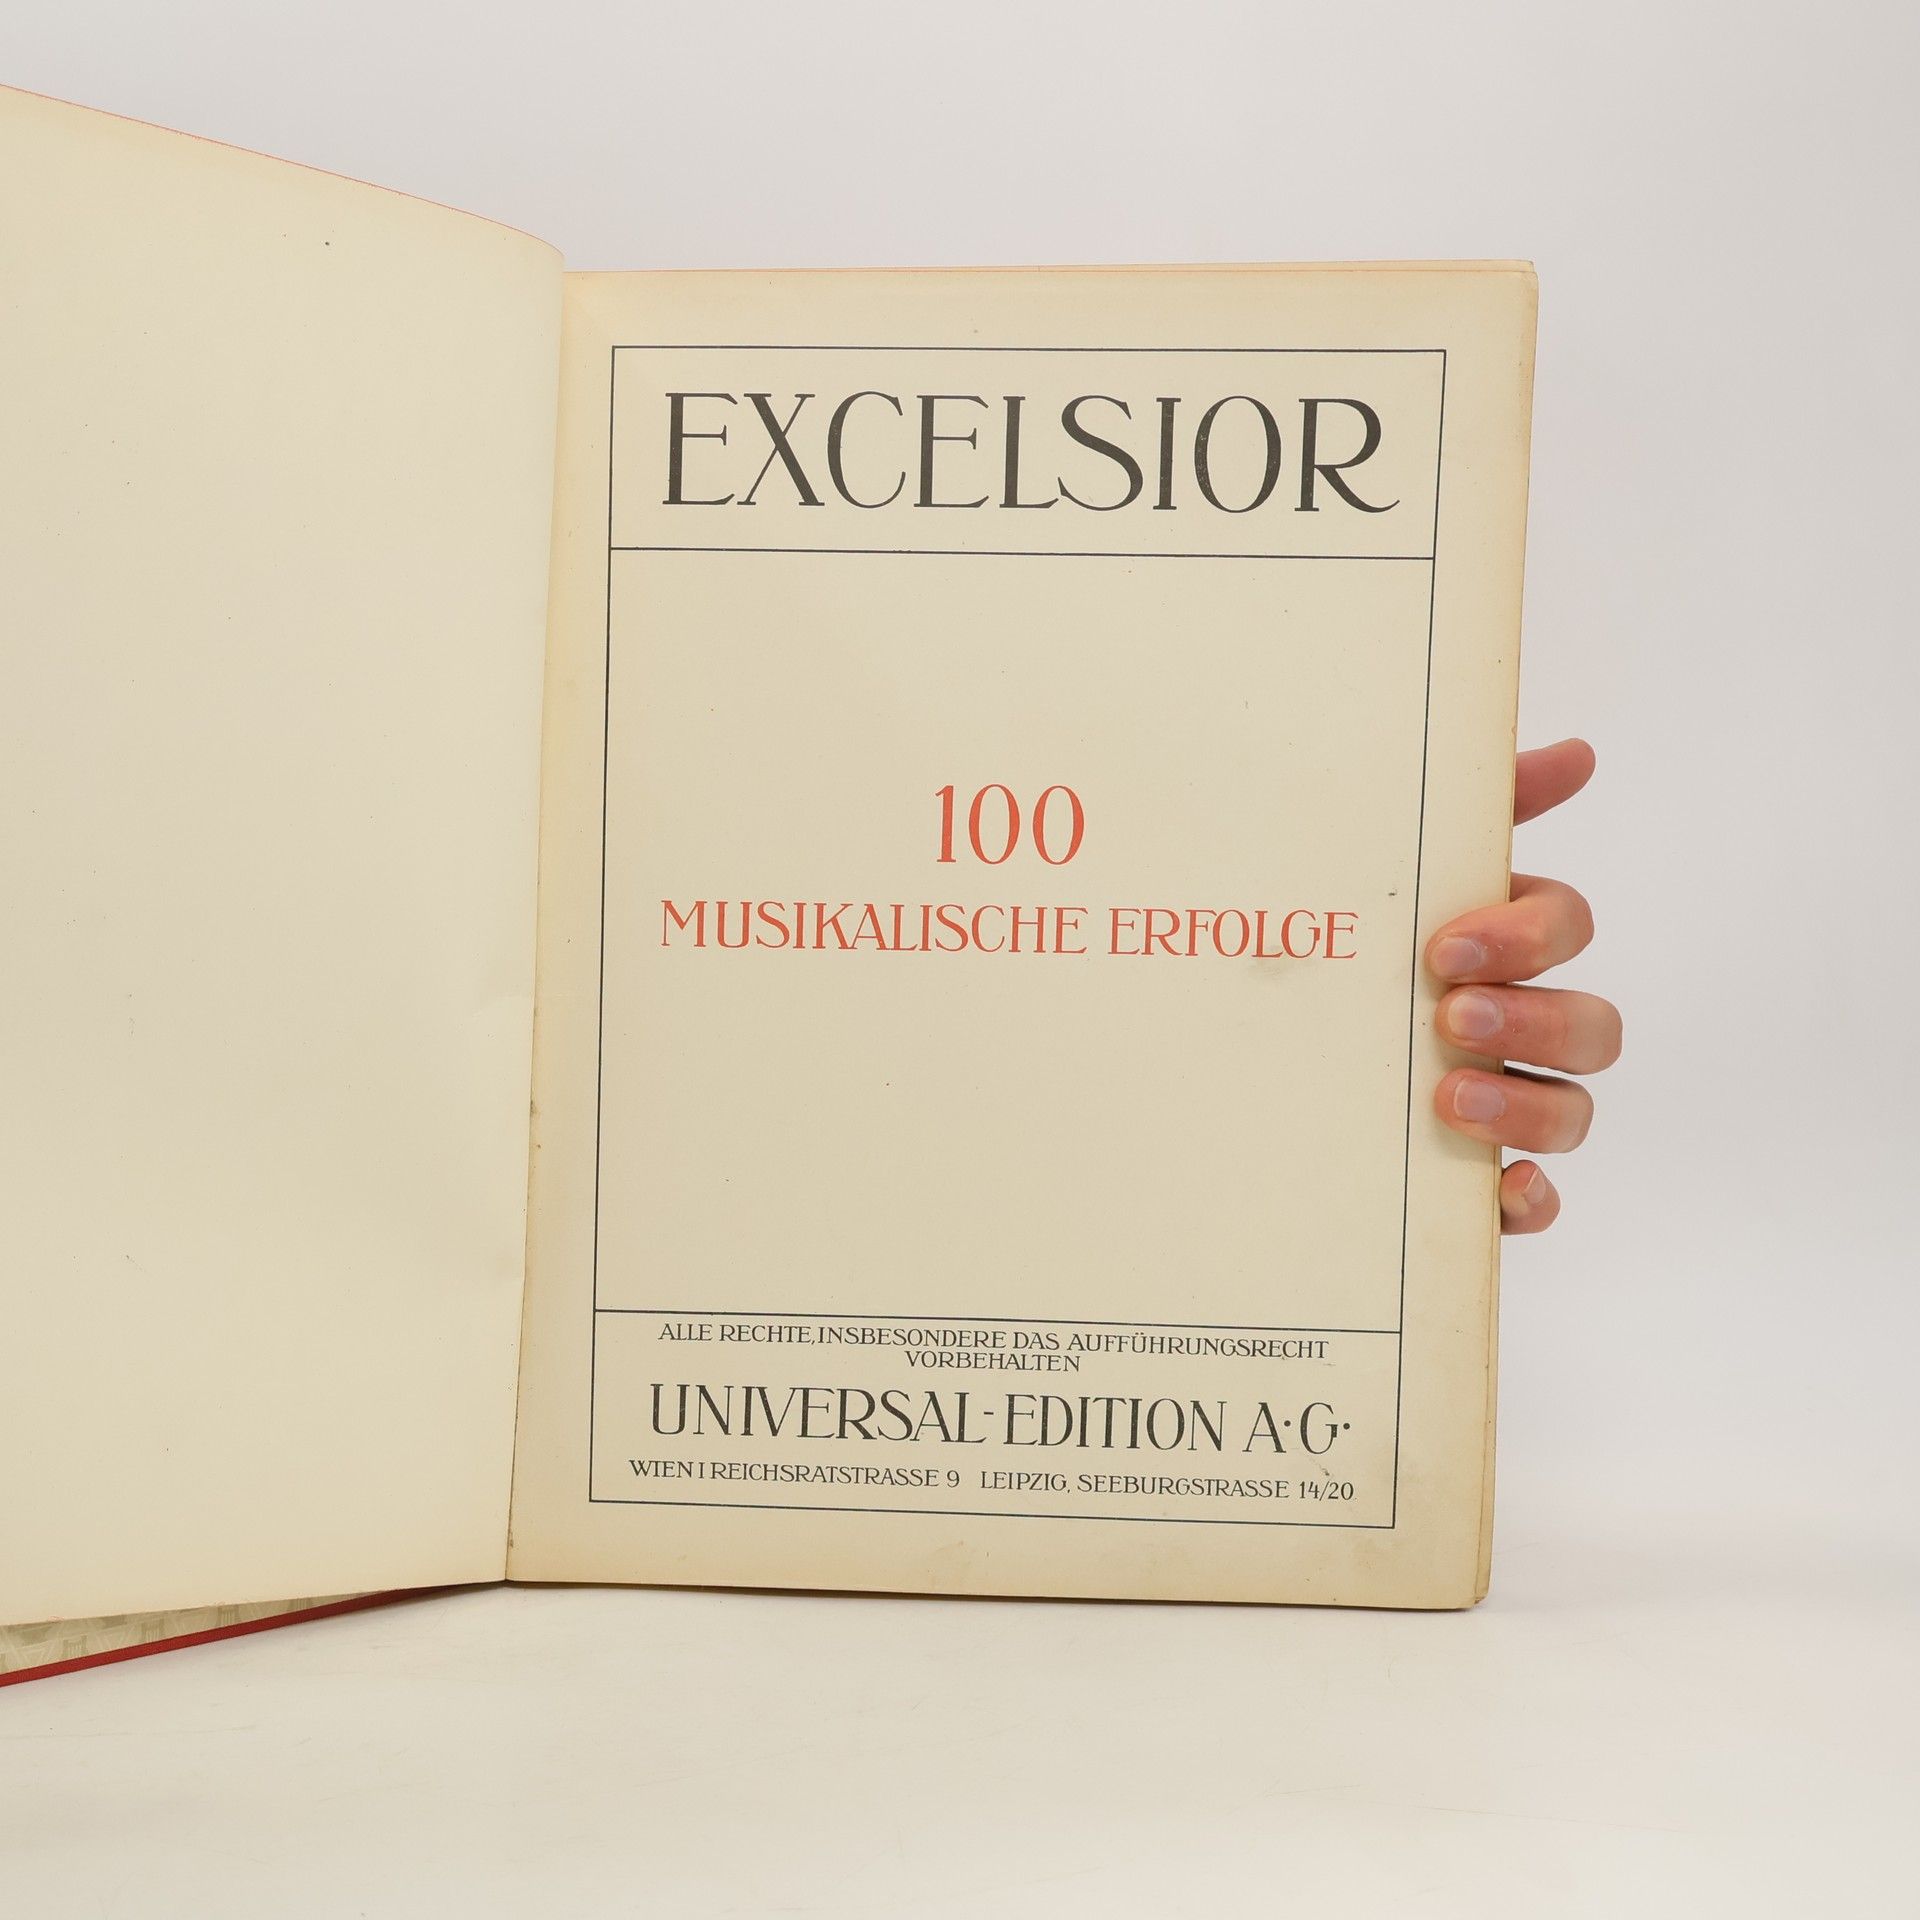 EXCELSIOR
100
MUSIKALISCHE ERFOLGE
ALLE RECHTE, INSBESONDERE DAS AUFFÜHRUNGSRECHT
VORBEHALTEN
UNIVERSAL-EDITION A·G·
WIEN I REICHSRATSTRASSE 9 LEIPZIG, SEEBURGSTRASSE 14/20